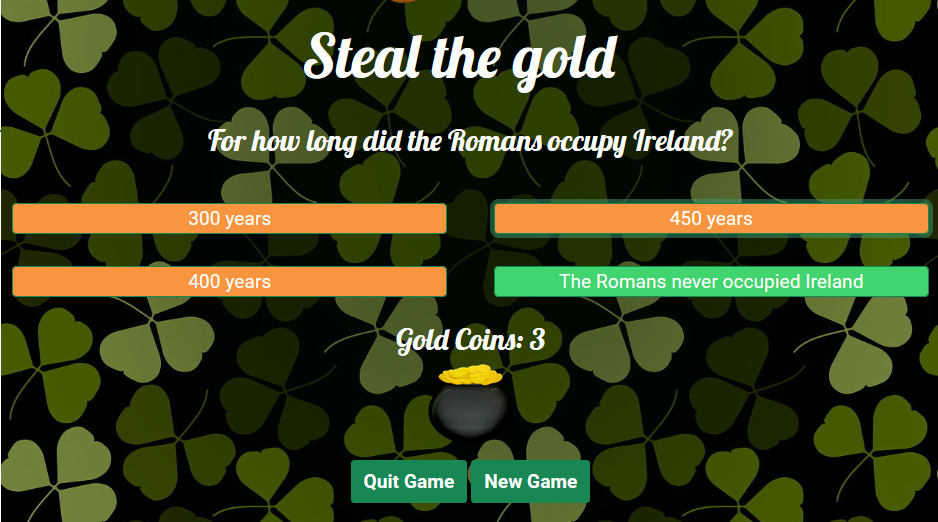 Steal the gold
For how long did the Romans occupy Ireland?
300 years
450 years
400 years
The Romans never occupied Ireland
Gold Coins: 3
Quit Game
New Game